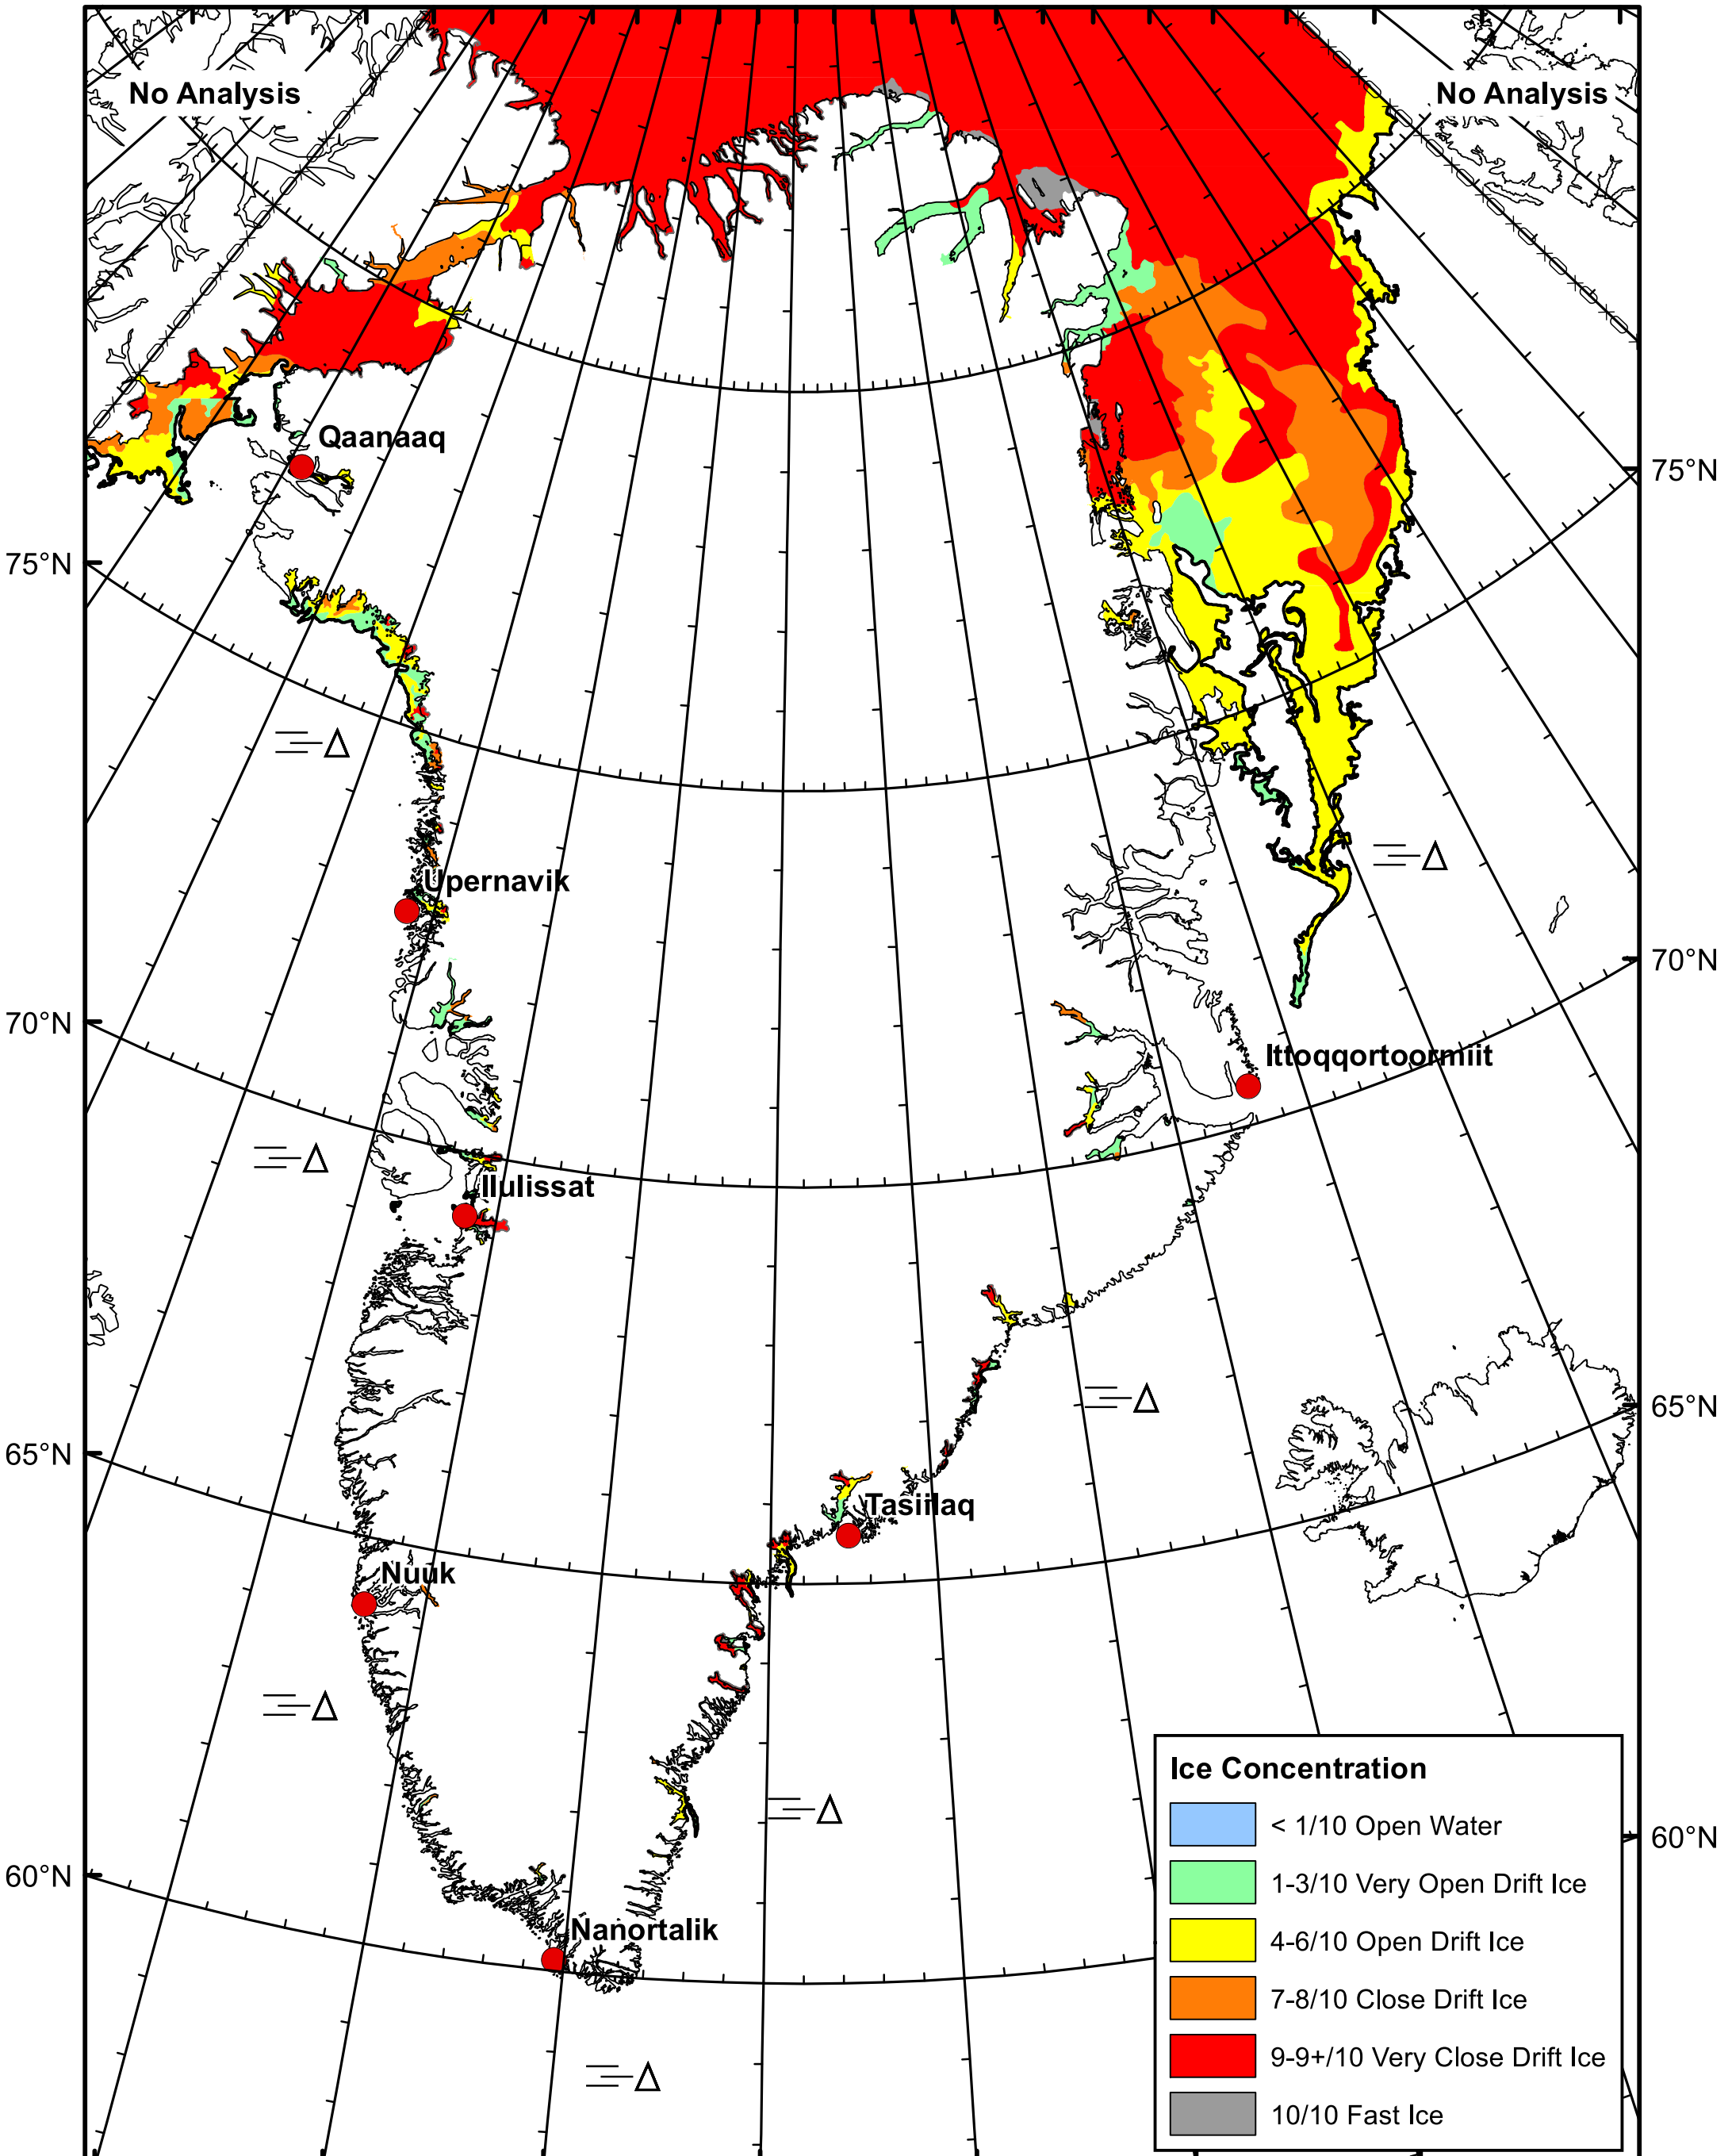 No Analysis
No Analysis
Qaanaaq
75°N
75°N
Upernavik
70°N
70°N
Ittoqqortoormiit
Ilulissat
65°N
65°N
Tasiilaq
Nuuk
60°N
60°N
Nanortalik
Ice Concentration
< 1/10 Open Water
1-3/10 Very Open Drift Ice
4-6/10 Open Drift Ice
7-8/10 Close Drift Ice
9-9+/10 Very Close Drift Ice
10/10 Fast Ice